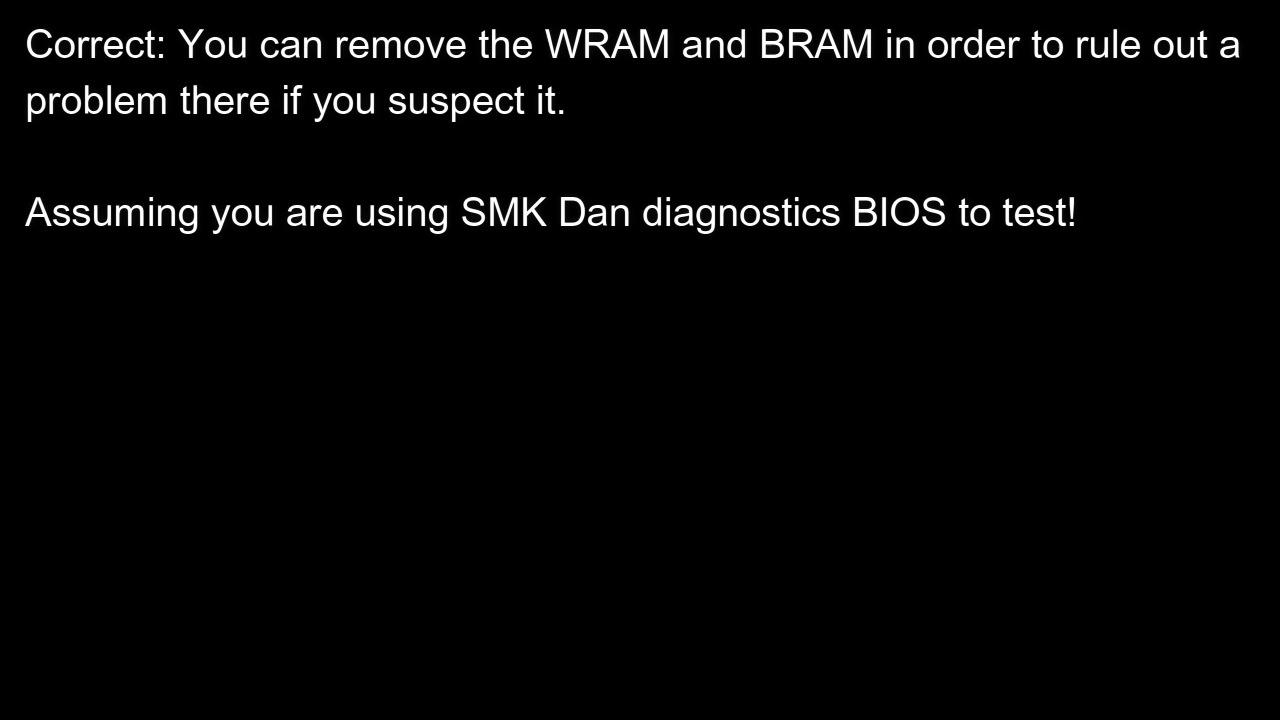 Correct: You can remove the WRAM and BRAM in order to rule out a
problem there if you suspect it.
Assuming you are using SMK Dan diagnostics BIOS to test!